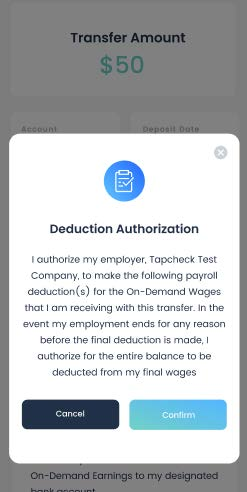 Transfer Amount
$50
Account
Deposit Date
Deduction Authorization
I authorize my employer, Tapcheck Test
Company, to make the following payroll
deduction(s) for the On-Demand Wages
that I am receiving with this transfer. In the
event my employment ends for any reason
before the final deduction is made, I
authorize for the entire balance to be
deducted from my final wages
Cancel
Confirm
On-Demand Earnings to my designated
bank account